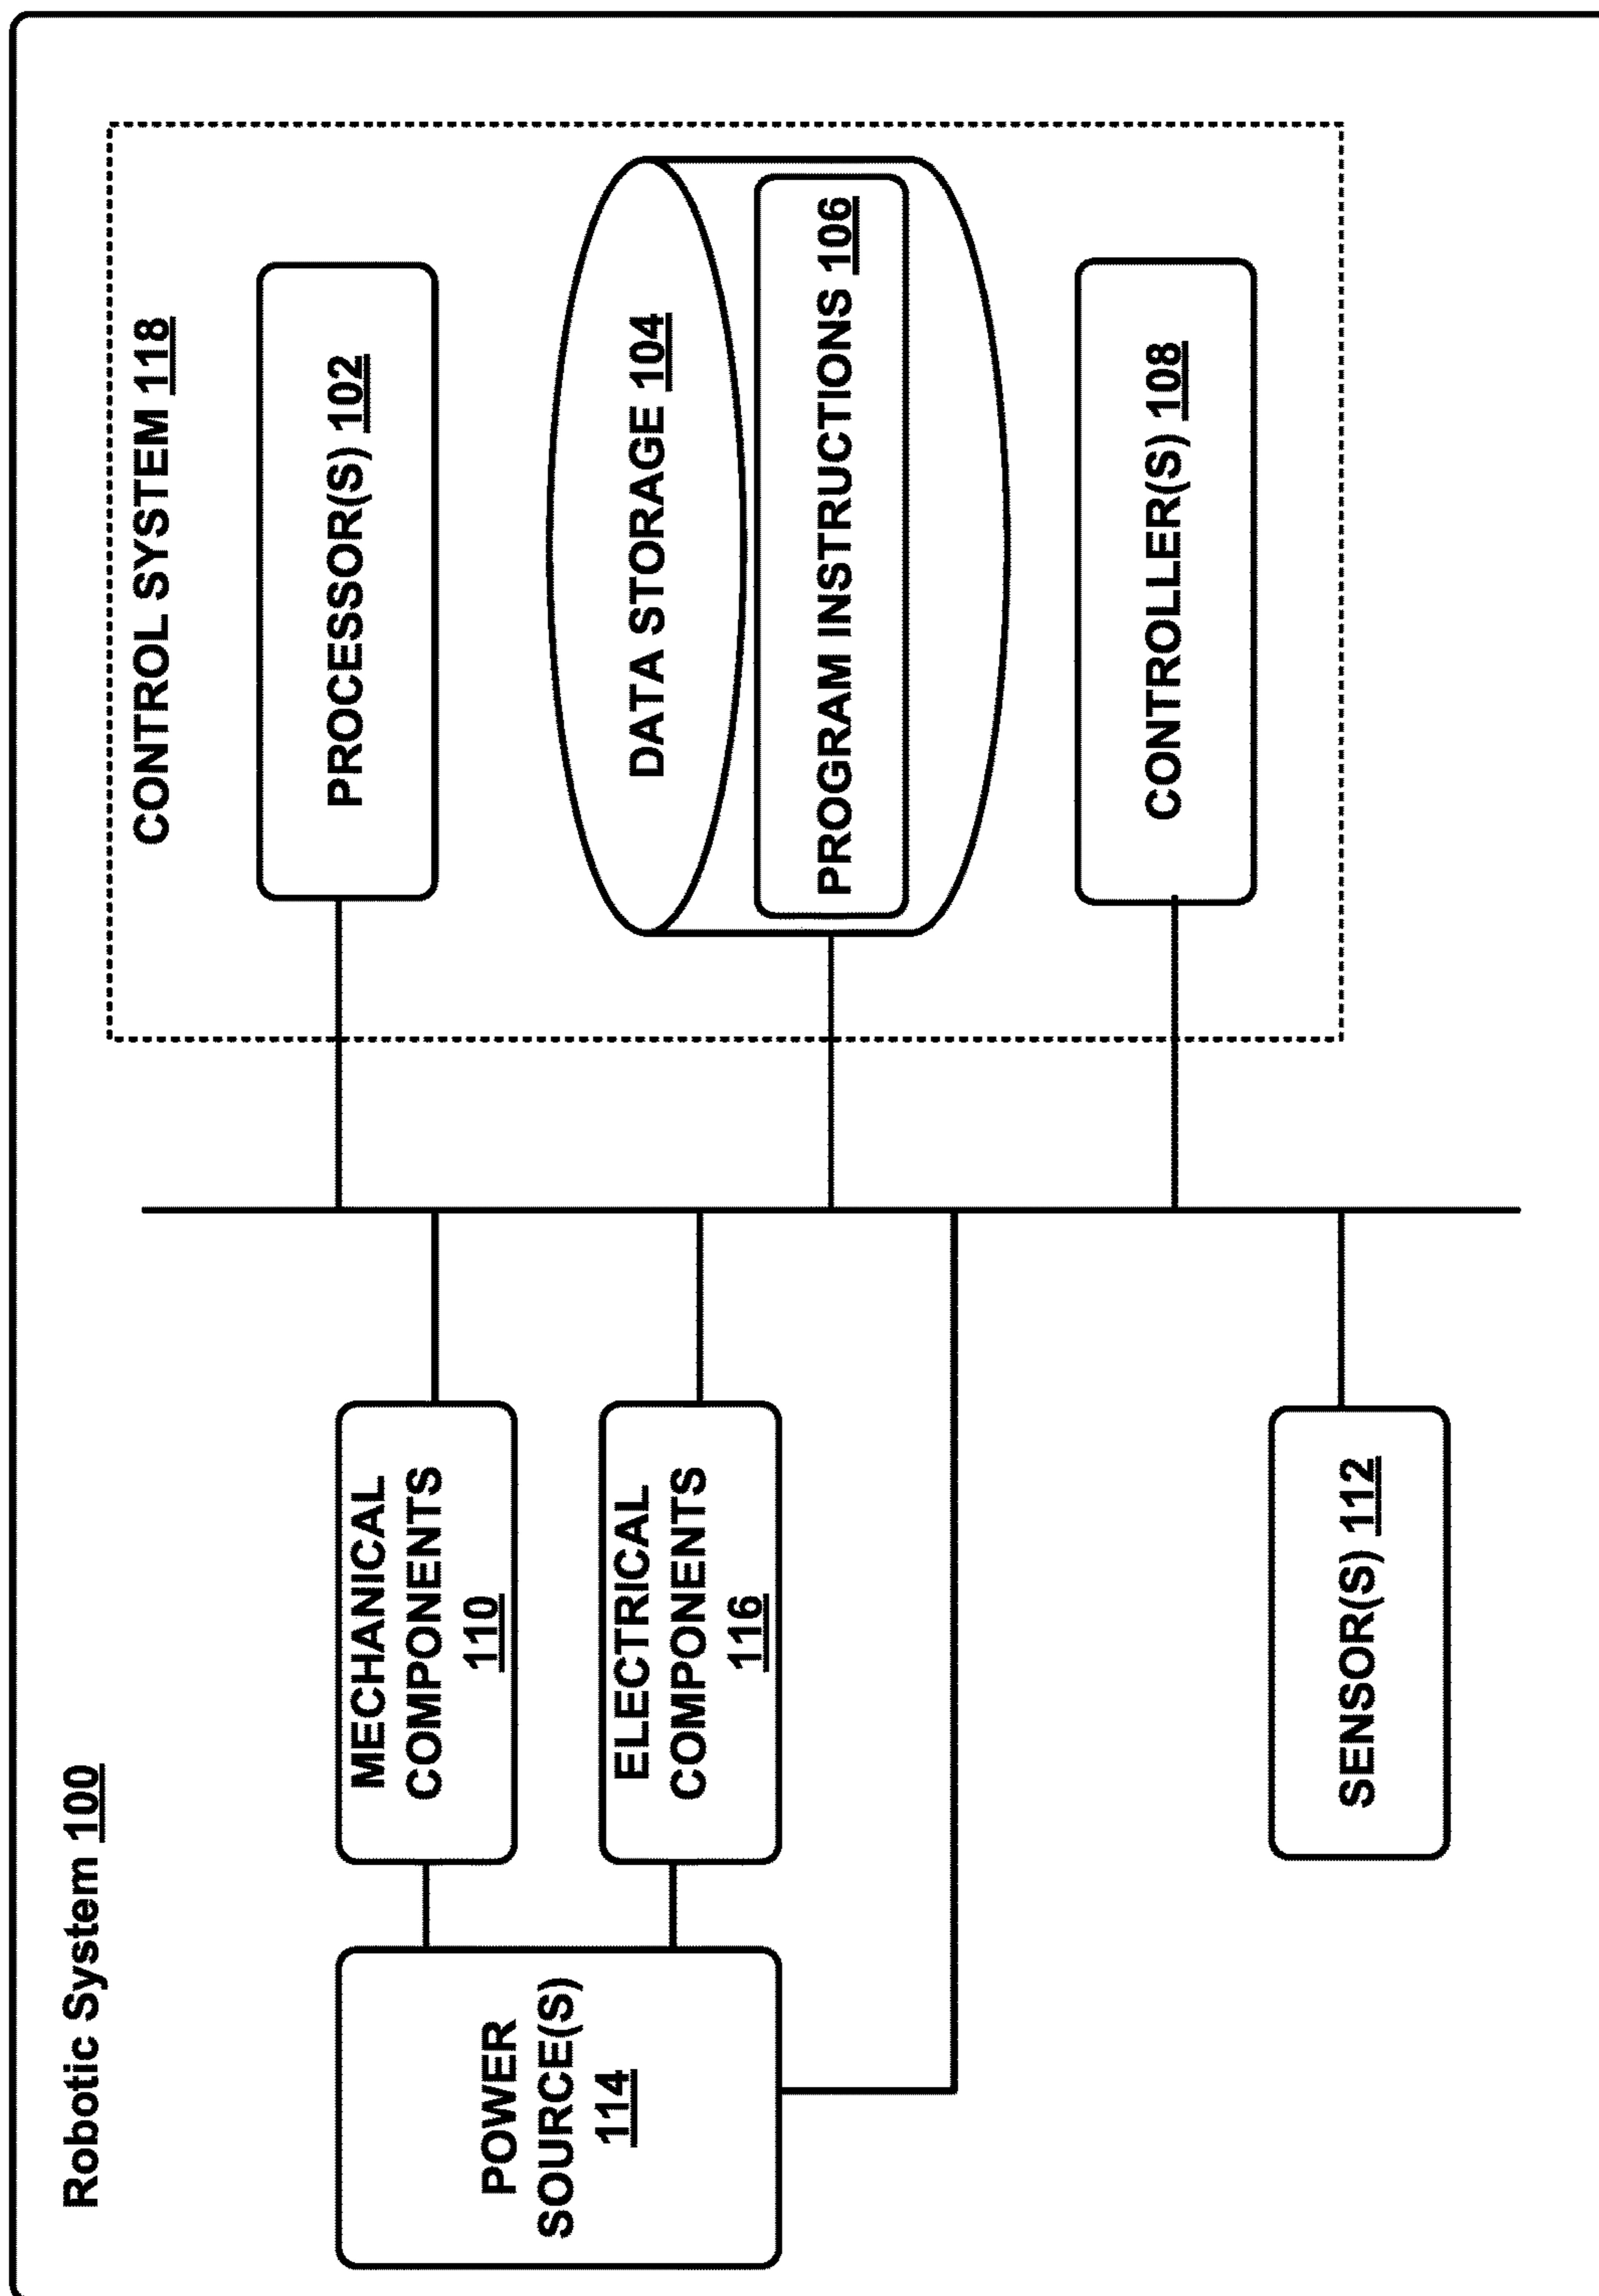 Robotic System 100
CONTROL SYSTEM 118
PROCESSOR(S) 102
DATA STORAGE 104
PROGRAM INSTRUCTIONS 106
CONTROLLER(S) 108
MECHANICAL
COMPONENTS
110
ELECTRICAL
COMPONENTS
116
POWER
SOURCE(S)
114
SENSOR(S) 112